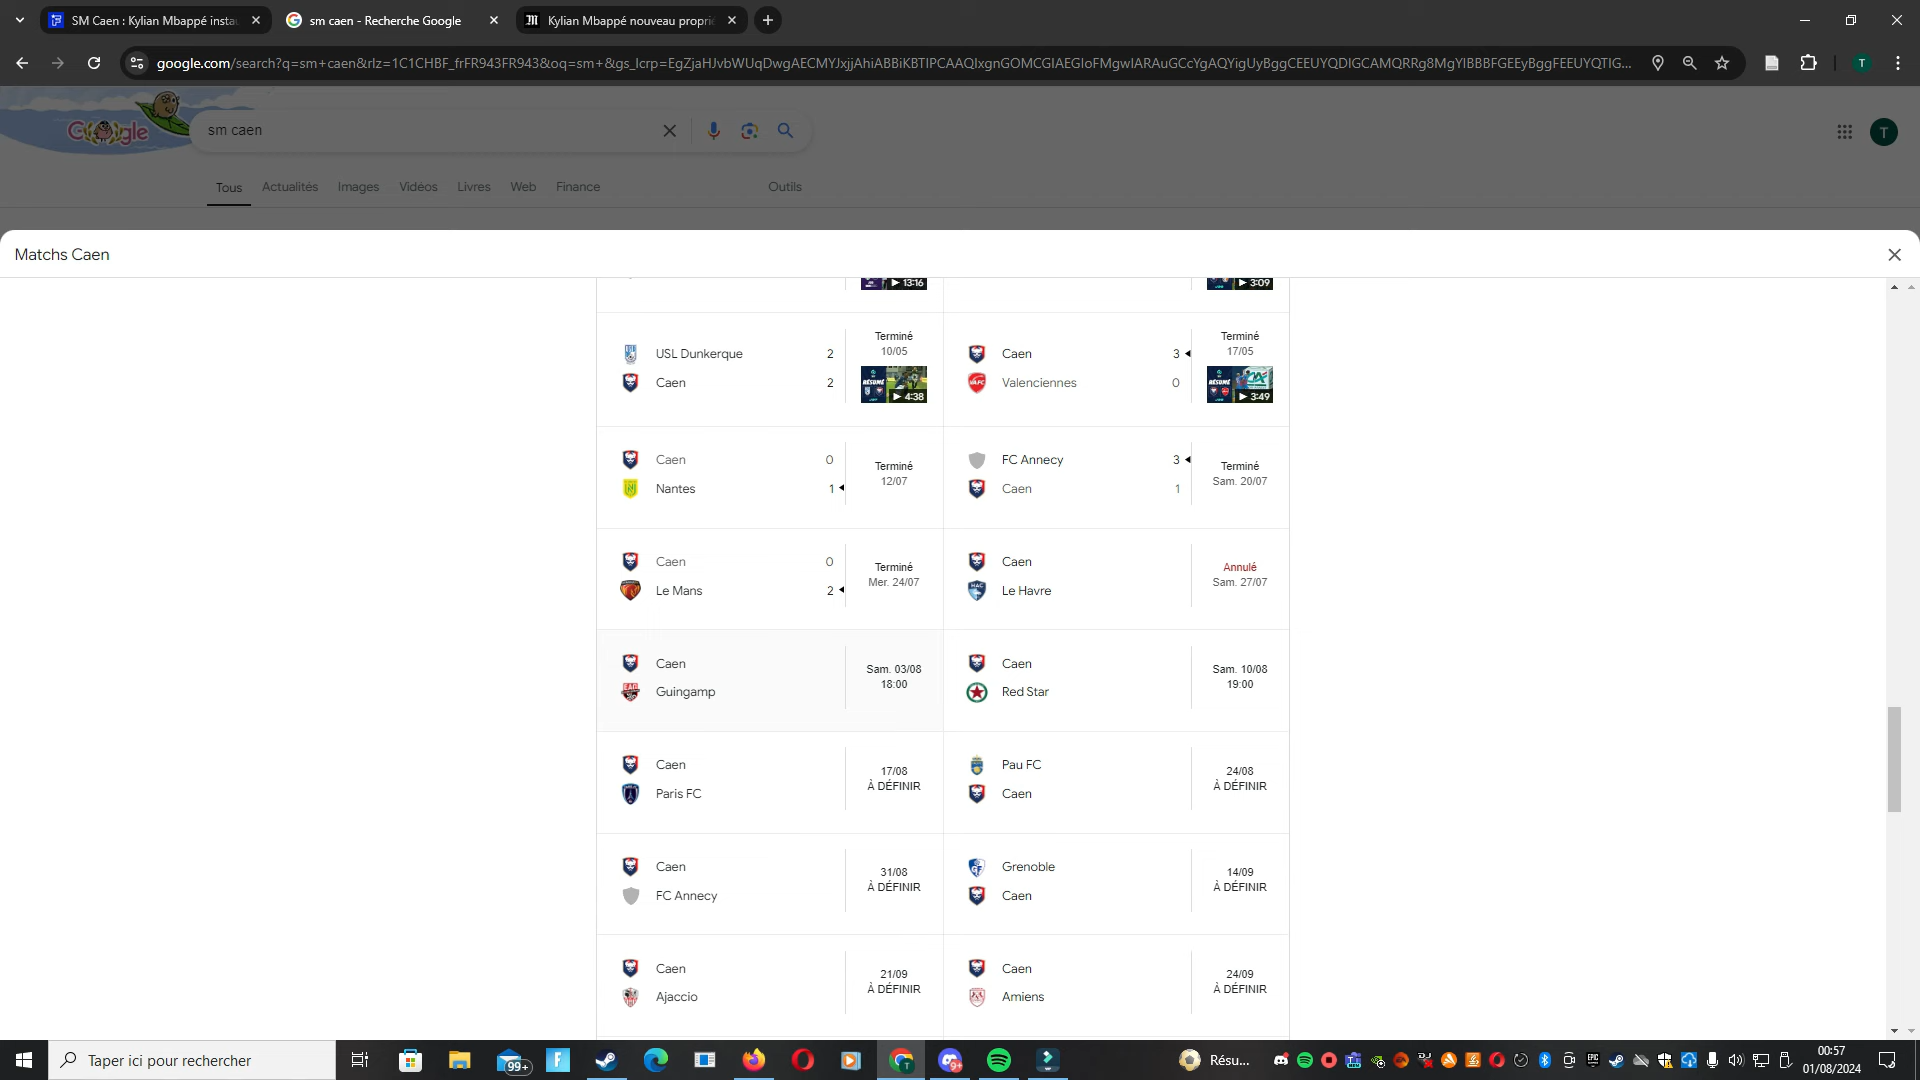 SM Caen : Kylian Mbappé insta
sm caen - Recherche Google
Kylian Mbappé nouveau propri
google.com/search?q=sm+caen&rlz=1C1CHBF_frFR943FR943&oq=sm+&gs_lcrp=EgZjaHJvbWUqDwgAECMYJxjjAhiABBiKBTIPCAAQIxgnGOMCGIAEGIoFMgwIARAuGCcYgAQYigUyBggCEEUYQDIGCAMQRRg8MgYIBBBFGEEyBggFEEUYQTIG...
T
Google
sm caen
T
Tous
Actualités
Images
Vidéos
Livres
Web
Finance
Outils
Matchs Caen
13:16
3:09
USL Dunkerque 2
Caen 2
Terminé
10/05
RÉSUMÉ
4:38
Caen 3
Valenciennes 0
Terminé
17/05
RÉSUMÉ
3:49
Caen 0
Nantes 1
Terminé
12/07
FC Annecy 3
Caen 1
Terminé
Sam. 20/07
Caen 0
Le Mans 2
Terminé
Mer. 24/07
Caen
Le Havre
Annulé
Sam. 27/07
Caen
Guingamp
Sam. 03/08
18:00
Caen
Red Star
Sam. 10/08
19:00
Caen
Paris FC
17/08
À DÉFINIR
Pau FC
Caen
24/08
À DÉFINIR
Caen
FC Annecy
31/08
À DÉFINIR
Grenoble
Caen
14/09
À DÉFINIR
Caen
Ajaccio
21/09
À DÉFINIR
Caen
Amiens
24/09
À DÉFINIR
Taper ici pour rechercher
99+
9+
Résu...
00:57
01/08/2024